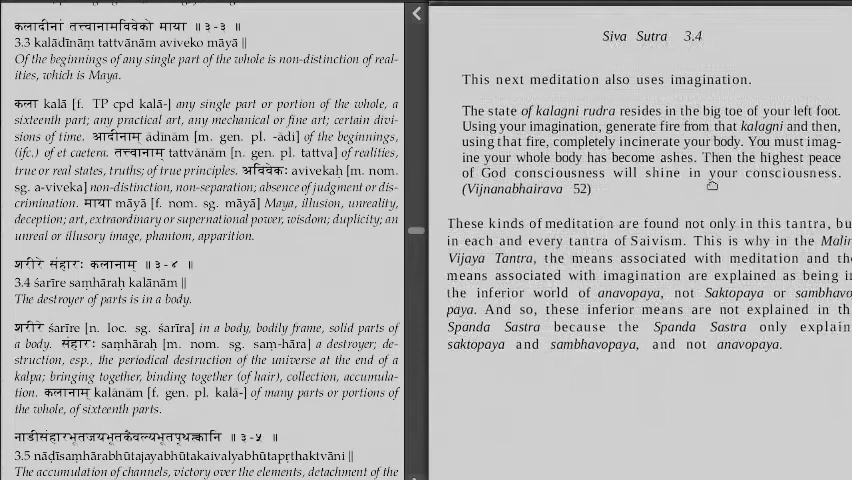 कलादीनां तत्त्वानामविवेको माया ॥ ३-३ ॥
3.3 kalādīnāṃ tattvānām aviveko māyā ||
Of the beginnings of any single part of the whole is non-distinction of real-
ities, which is Maya.
कला kalā [f. TP cpd kalā-] any single part or portion of the whole, a
sixteenth part; any practical art, any mechanical or fine art; certain divi-
sions of time. आदीनाम् ādīnām [m. gen. pl. -ādi] of the beginnings,
(ifc.) of et caetera. तत्त्वानाम् tattvānām [n. gen. pl. tattva] of realities,
true or real states, truths; of true principles. अविवेकः avivekaḥ [m. nom.
sg. a-viveka] non-distinction, non-separation; absence of judgment or dis-
crimination. माया māyā [f. nom. sg. māyā] Maya, illusion, unreality,
deception; art, extraordinary or supernational power, wisdom; duplicity; an
unreal or illusory image, phantom, apparition.
शरीरे संहारः कलानाम् ॥ ३-४ ॥
3.4 śarīre saṃhāraḥ kalānām ||
The destroyer of parts is in a body.
शरीरे śarīre [n. loc. sg. śarīra] in a body, bodily frame, solid parts of
a body. संहारः saṃhāraḥ [m. nom. sg. saṃ-hāra] a destroyer; de-
struction, esp., the periodical destruction of the universe at the end of a
kalpa; bringing together, binding together (of hair), collection, accumula-
tion. कलानाम् kalānām [f. gen. pl. kalā-] of many parts or portions of
the whole, of sixteenth parts.
नाडीसंहारभूतजयभूतकैवल्यभूतपृथक्त्वानि ॥ ३-५ ॥
3.5 nāḍīsaṃhārabhūtajayabhūtakaivalyabhūtapṛthaktvāni ||
The accumulation of channels, victory over the elements, detachment of the
Siva Sutra 3.4
This next meditation also uses imagination.
The state of kalagni rudra resides in the big toe of your left foot.
Using your imagination, generate fire from that kalagni and then,
using that fire, completely incinerate your body. You must imag-
ine your whole body has become ashes. Then the highest peace
of God consciousness will shine in your consciousness.
(Vijnanabhairava 52)
These kinds of meditation are found not only in this tantra, bu
in each and every tantra of Saivism. This is why in the Malin
Vijaya Tantra, the means associated with meditation and the
means associated with imagination are explained as being in
the inferior world of anavopaya, not Saktopaya or sambhavo
paya. And so, these inferior means are not explained in th
Spanda Sastra because the Spanda Sastra only explain
saktopaya and sambhavopaya, and not anavopaya.